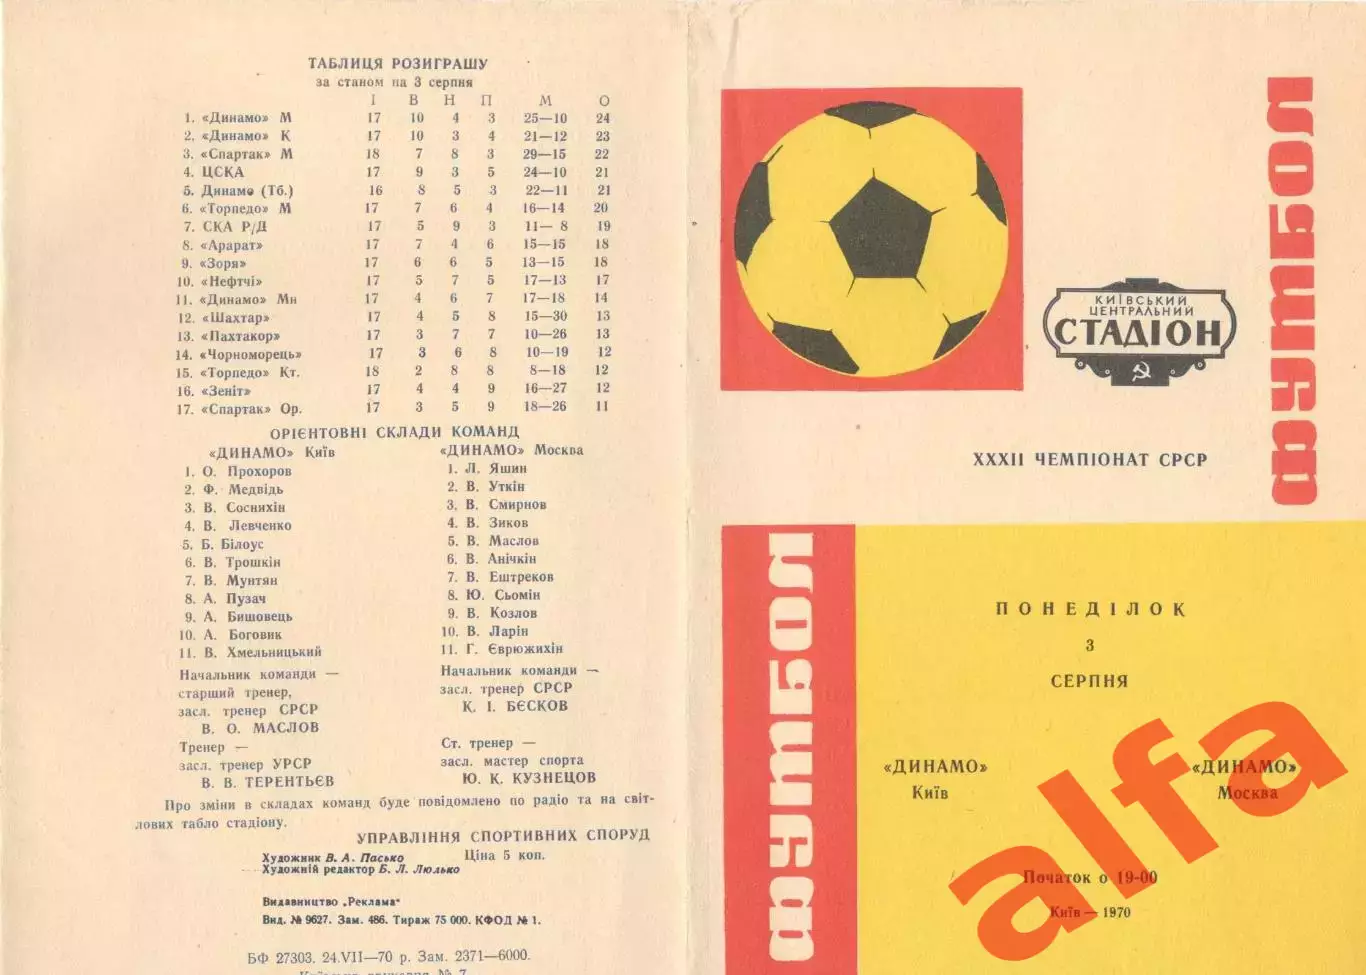 ТАБЛИЦЯ РОЗИГРАШУ
за станом на 3 серпня
І В Н П М О
1. «Динамо» М 17 10 4 3 25—10 24
2. «Динамо» К 17 10 3 4 21—12 23
3. «Спартак» М 18 7 8 3 29—15 22
4. ЦСКА 17 9 3 5 24—10 21
5. Динамо (Тб.) 16 8 5 3 22—11 21
6. «Торпедо» М 17 7 6 4 16—14 20
7. СКА Р/Д 17 5 9 3 11— 8 19
8. «Арарат» 17 7 4 6 15—15 18
9. «Зоря» 17 6 6 5 13—15 18
10. «Нефтчі» 17 5 7 5 17—13 17
11. «Динамо» Мн 17 4 6 7 17—18 14
12. «Шахтар» 17 4 5 8 15—30 13
13. «Пахтакор» 17 3 7 7 10—26 13
14. «Чорноморець» 17 3 6 8 10—19 12
15. «Торпедо» Кт. 18 2 8 8 8—18 12
16. «Зеніт» 17 4 4 9 16—27 12
17. «Спартак» Ор. 17 3 5 9 18—26 11
ОРІЄНТОВНІ СКЛАДИ КОМАНД
«ДИНАМО» Київ
1. О. Прохоров
2. Ф. Медвідь
3. В. Соснихін
4. В. Левченко
5. Б. Білоус
6. В. Трошкін
7. В. Мунтян
8. А. Пузач
9. А. Бишовець
10. А. Боговик
11. В. Хмельницький
Начальник команди —
старший тренер,
засл. тренер СРСР
В. О. МАСЛОВ
Тренер —
засл. тренер УРСР
В. В. ТЕРЕНТЬЄВ
«ДИНАМО» Москва
1. Л. Яшин
2. В. Уткін
3. В. Смирнов
4. В. Зиков
5. В. Маслов
6. В. Анічкін
7. В. Ештреков
8. Ю. Сьомін
9. В. Козлов
10. В. Ларін
11. Г. Єврюжихін
Начальник команди —
засл. тренер СРСР
К. І. БЄСКОВ
Ст. тренер —
засл. мастер спорта
Ю. К. КУЗНЕЦОВ
Про зміни в складах команд буде повідомлено по радіо та на світ-
лових табло стадіону.
УПРАВЛІННЯ СПОРТИВНИХ СПОРУД
Художник В. А. Пасько Ціна 5 коп.
Художній редактор Б. Л. Люлько
Видавництво „Реклама"
Вид. № 9627. Зам. 486. Тираж 75 000. КФОД № 1.
БФ 27303. 24.VII—70 р. Зам. 2371—6000.
ФУТБОЛ
КИЇВСЬКИЙ
ЦЕНТРАЛЬНИЙ
СТАДІОН
XXXII ЧЕМПІОНАТ СРСР
ФУТБОЛ
ПОНЕДІЛОК
3
СЕРПНЯ
«ДИНАМО»
Київ
«ДИНАМО»
Москва
Початок о 19-00
Київ — 1970
alfa